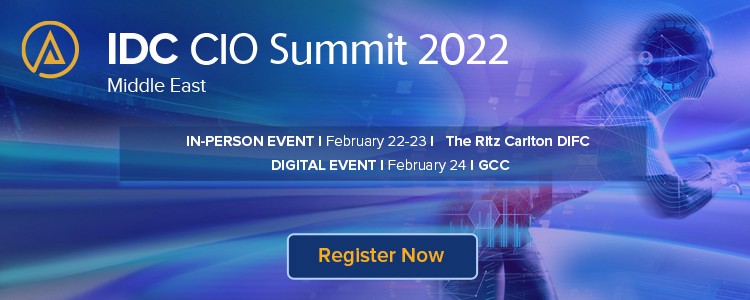 IDC CIO Summit 2022
Middle East
IN-PERSON EVENT I February 22-23 I The Ritz Carlton DIFC
DIGITAL EVENT I February 24 I GCC
Register Now